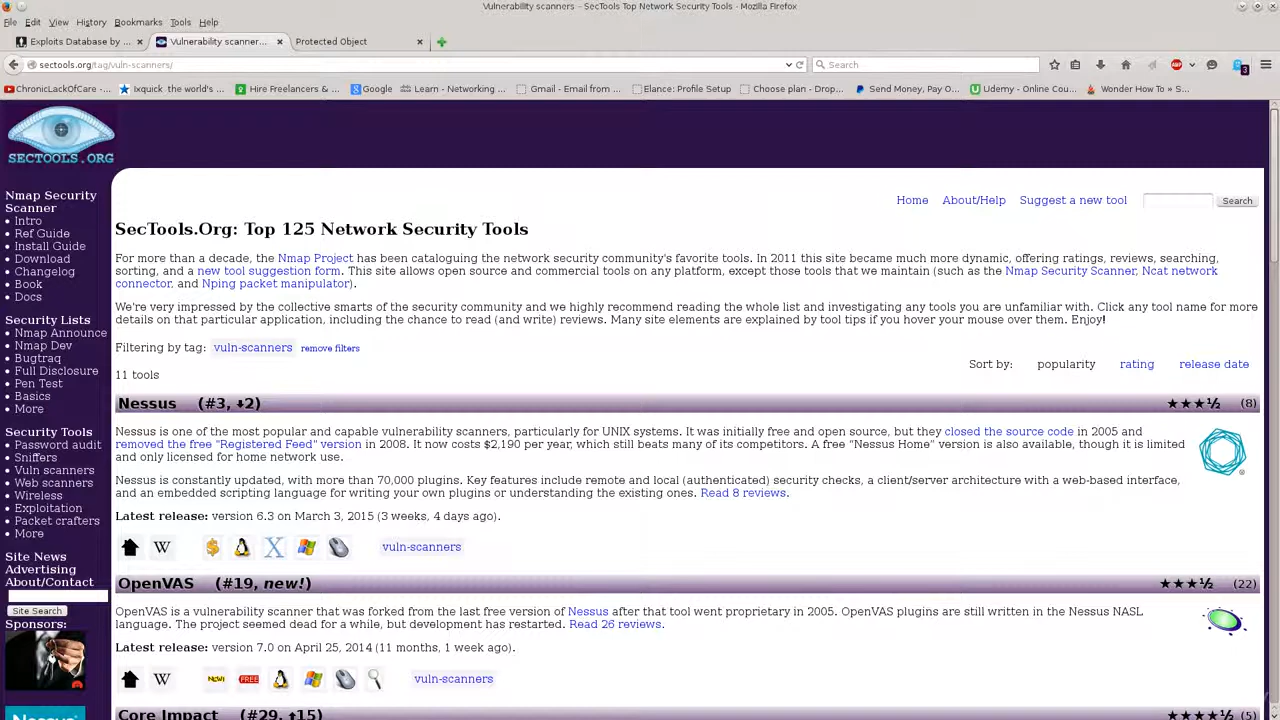 Vulnerability scanners – SecTools Top Network Security Tools - Mozilla Firefox
File Edit View History Bookmarks Tools Help
Exploits Database by ... × Vulnerability scanner... × Protected Object ×
sectools.org/tag/vuln-scanners/ Search ABP 3
ChronicLackOfCare - ... Ixquick the world's ... Hire Freelancers & ... Google Learn - Networking ... Gmail - Email from ... Elance: Profile Setup Choose plan - Drop... Send Money, Pay O... Udemy - Online Cou... Wonder How To » S...
SECTOOLS.ORG
Nmap Security
Scanner
• Intro
• Ref Guide
• Install Guide
• Download
• Changelog
• Book
• Docs
Security Lists
• Nmap Announce
• Nmap Dev
• Bugtraq
• Full Disclosure
• Pen Test
• Basics
• More
Security Tools
• Password audit
• Sniffers
• Vuln scanners
• Web scanners
• Wireless
• Exploitation
• Packet crafters
• More
Site News
Advertising
About/Contact
Site Search
Sponsors:
Nessus
Home About/Help Suggest a new tool Search
SecTools.Org: Top 125 Network Security Tools
For more than a decade, the Nmap Project has been cataloguing the network security community's favorite tools. In 2011 this site became much more dynamic, offering ratings, reviews, searching,
sorting, and a new tool suggestion form. This site allows open source and commercial tools on any platform, except those tools that we maintain (such as the Nmap Security Scanner, Ncat network
connector, and Nping packet manipulator).
We're very impressed by the collective smarts of the security community and we highly recommend reading the whole list and investigating any tools you are unfamiliar with. Click any tool name for more
details on that particular application, including the chance to read (and write) reviews. Many site elements are explained by tool tips if you hover your mouse over them. Enjoy!
Filtering by tag: vuln-scanners remove filters
Sort by: popularity rating release date
11 tools
Nessus (#3, ⬇2) ★★★½ (8)
Nessus is one of the most popular and capable vulnerability scanners, particularly for UNIX systems. It was initially free and open source, but they closed the source code in 2005 and
removed the free "Registered Feed" version in 2008. It now costs $2,190 per year, which still beats many of its competitors. A free "Nessus Home" version is also available, though it is limited
and only licensed for home network use.
Nessus is constantly updated, with more than 70,000 plugins. Key features include remote and local (authenticated) security checks, a client/server architecture with a web-based interface,
and an embedded scripting language for writing your own plugins or understanding the existing ones. Read 8 reviews.
Latest release: version 6.3 on March 3, 2015 (3 weeks, 4 days ago).
W $ X vuln-scanners
OpenVAS (#19, new!) ★★★½ (22)
OpenVAS is a vulnerability scanner that was forked from the last free version of Nessus after that tool went proprietary in 2005. OpenVAS plugins are still written in the Nessus NASL
language. The project seemed dead for a while, but development has restarted. Read 26 reviews.
Latest release: version 7.0 on April 25, 2014 (11 months, 1 week ago).
W NEW! FREE vuln-scanners
Core Impact (#29, ⬆15) ★★★★½ (5)